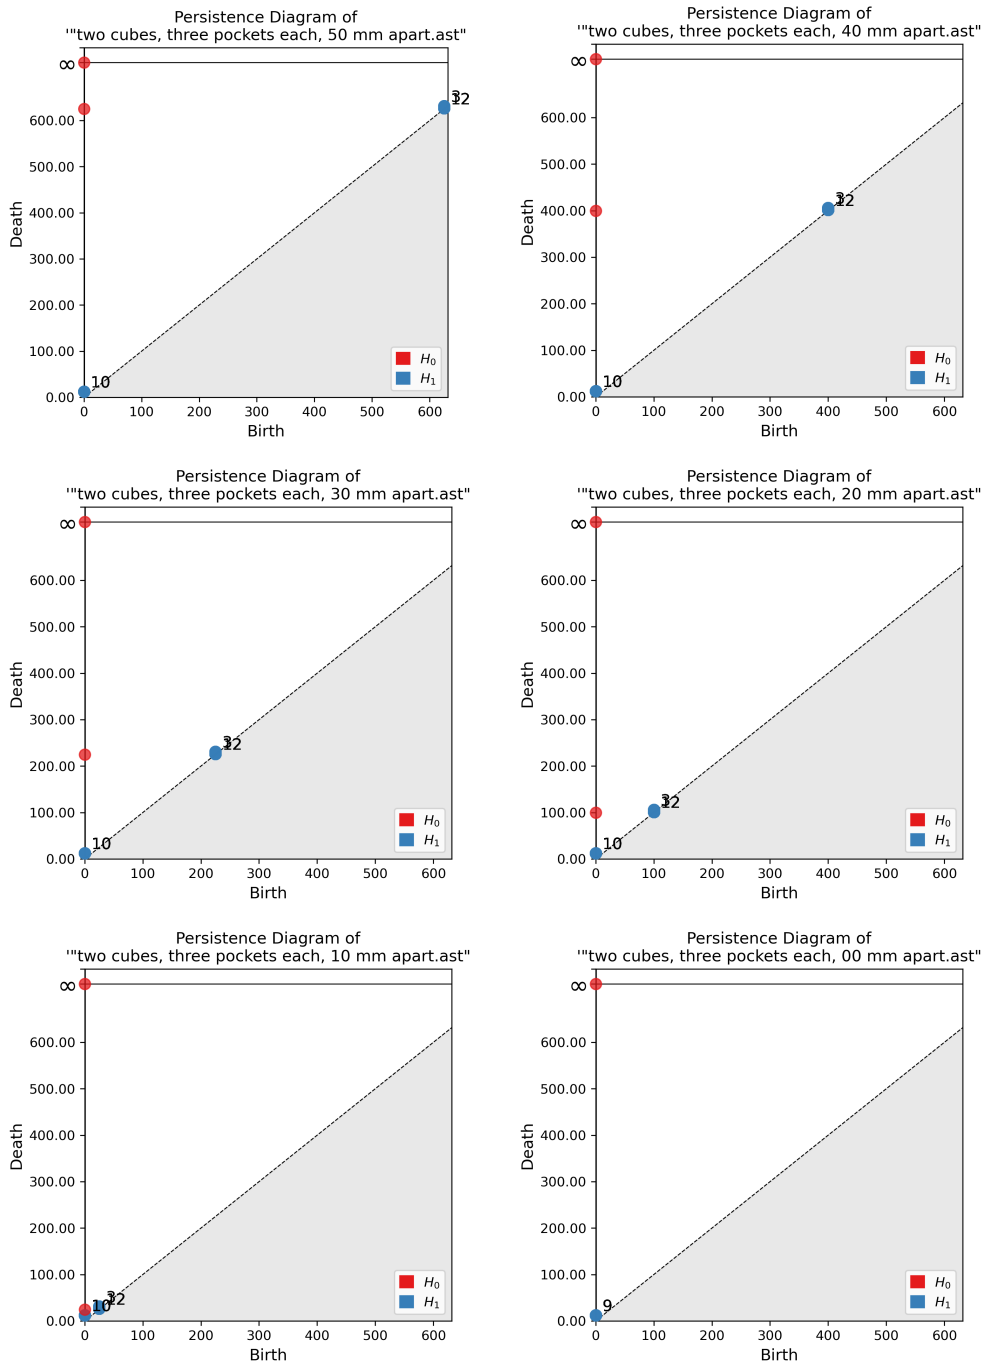 Persistence Diagram of
'"two cubes, three pockets each, 50 mm apart.ast"
∞
600.00
500.00
400.00
300.00
200.00
100.00
0.00
Death
12
10
H0
H1
0 100 200 300 400 500 600
Birth
Persistence Diagram of
'"two cubes, three pockets each, 40 mm apart.ast"
∞
600.00
500.00
400.00
300.00
200.00
100.00
0.00
Death
12
10
H0
H1
0 100 200 300 400 500 600
Birth
Persistence Diagram of
'"two cubes, three pockets each, 30 mm apart.ast"
∞
600.00
500.00
400.00
300.00
200.00
100.00
0.00
Death
12
10
H0
H1
0 100 200 300 400 500 600
Birth
Persistence Diagram of
'"two cubes, three pockets each, 20 mm apart.ast"
∞
600.00
500.00
400.00
300.00
200.00
100.00
0.00
Death
12
10
H0
H1
0 100 200 300 400 500 600
Birth
Persistence Diagram of
'"two cubes, three pockets each, 10 mm apart.ast"
∞
600.00
500.00
400.00
300.00
200.00
100.00
0.00
Death
12
10
H0
H1
0 100 200 300 400 500 600
Birth
Persistence Diagram of
'"two cubes, three pockets each, 00 mm apart.ast"
∞
600.00
500.00
400.00
300.00
200.00
100.00
0.00
Death
9
H0
H1
0 100 200 300 400 500 600
Birth